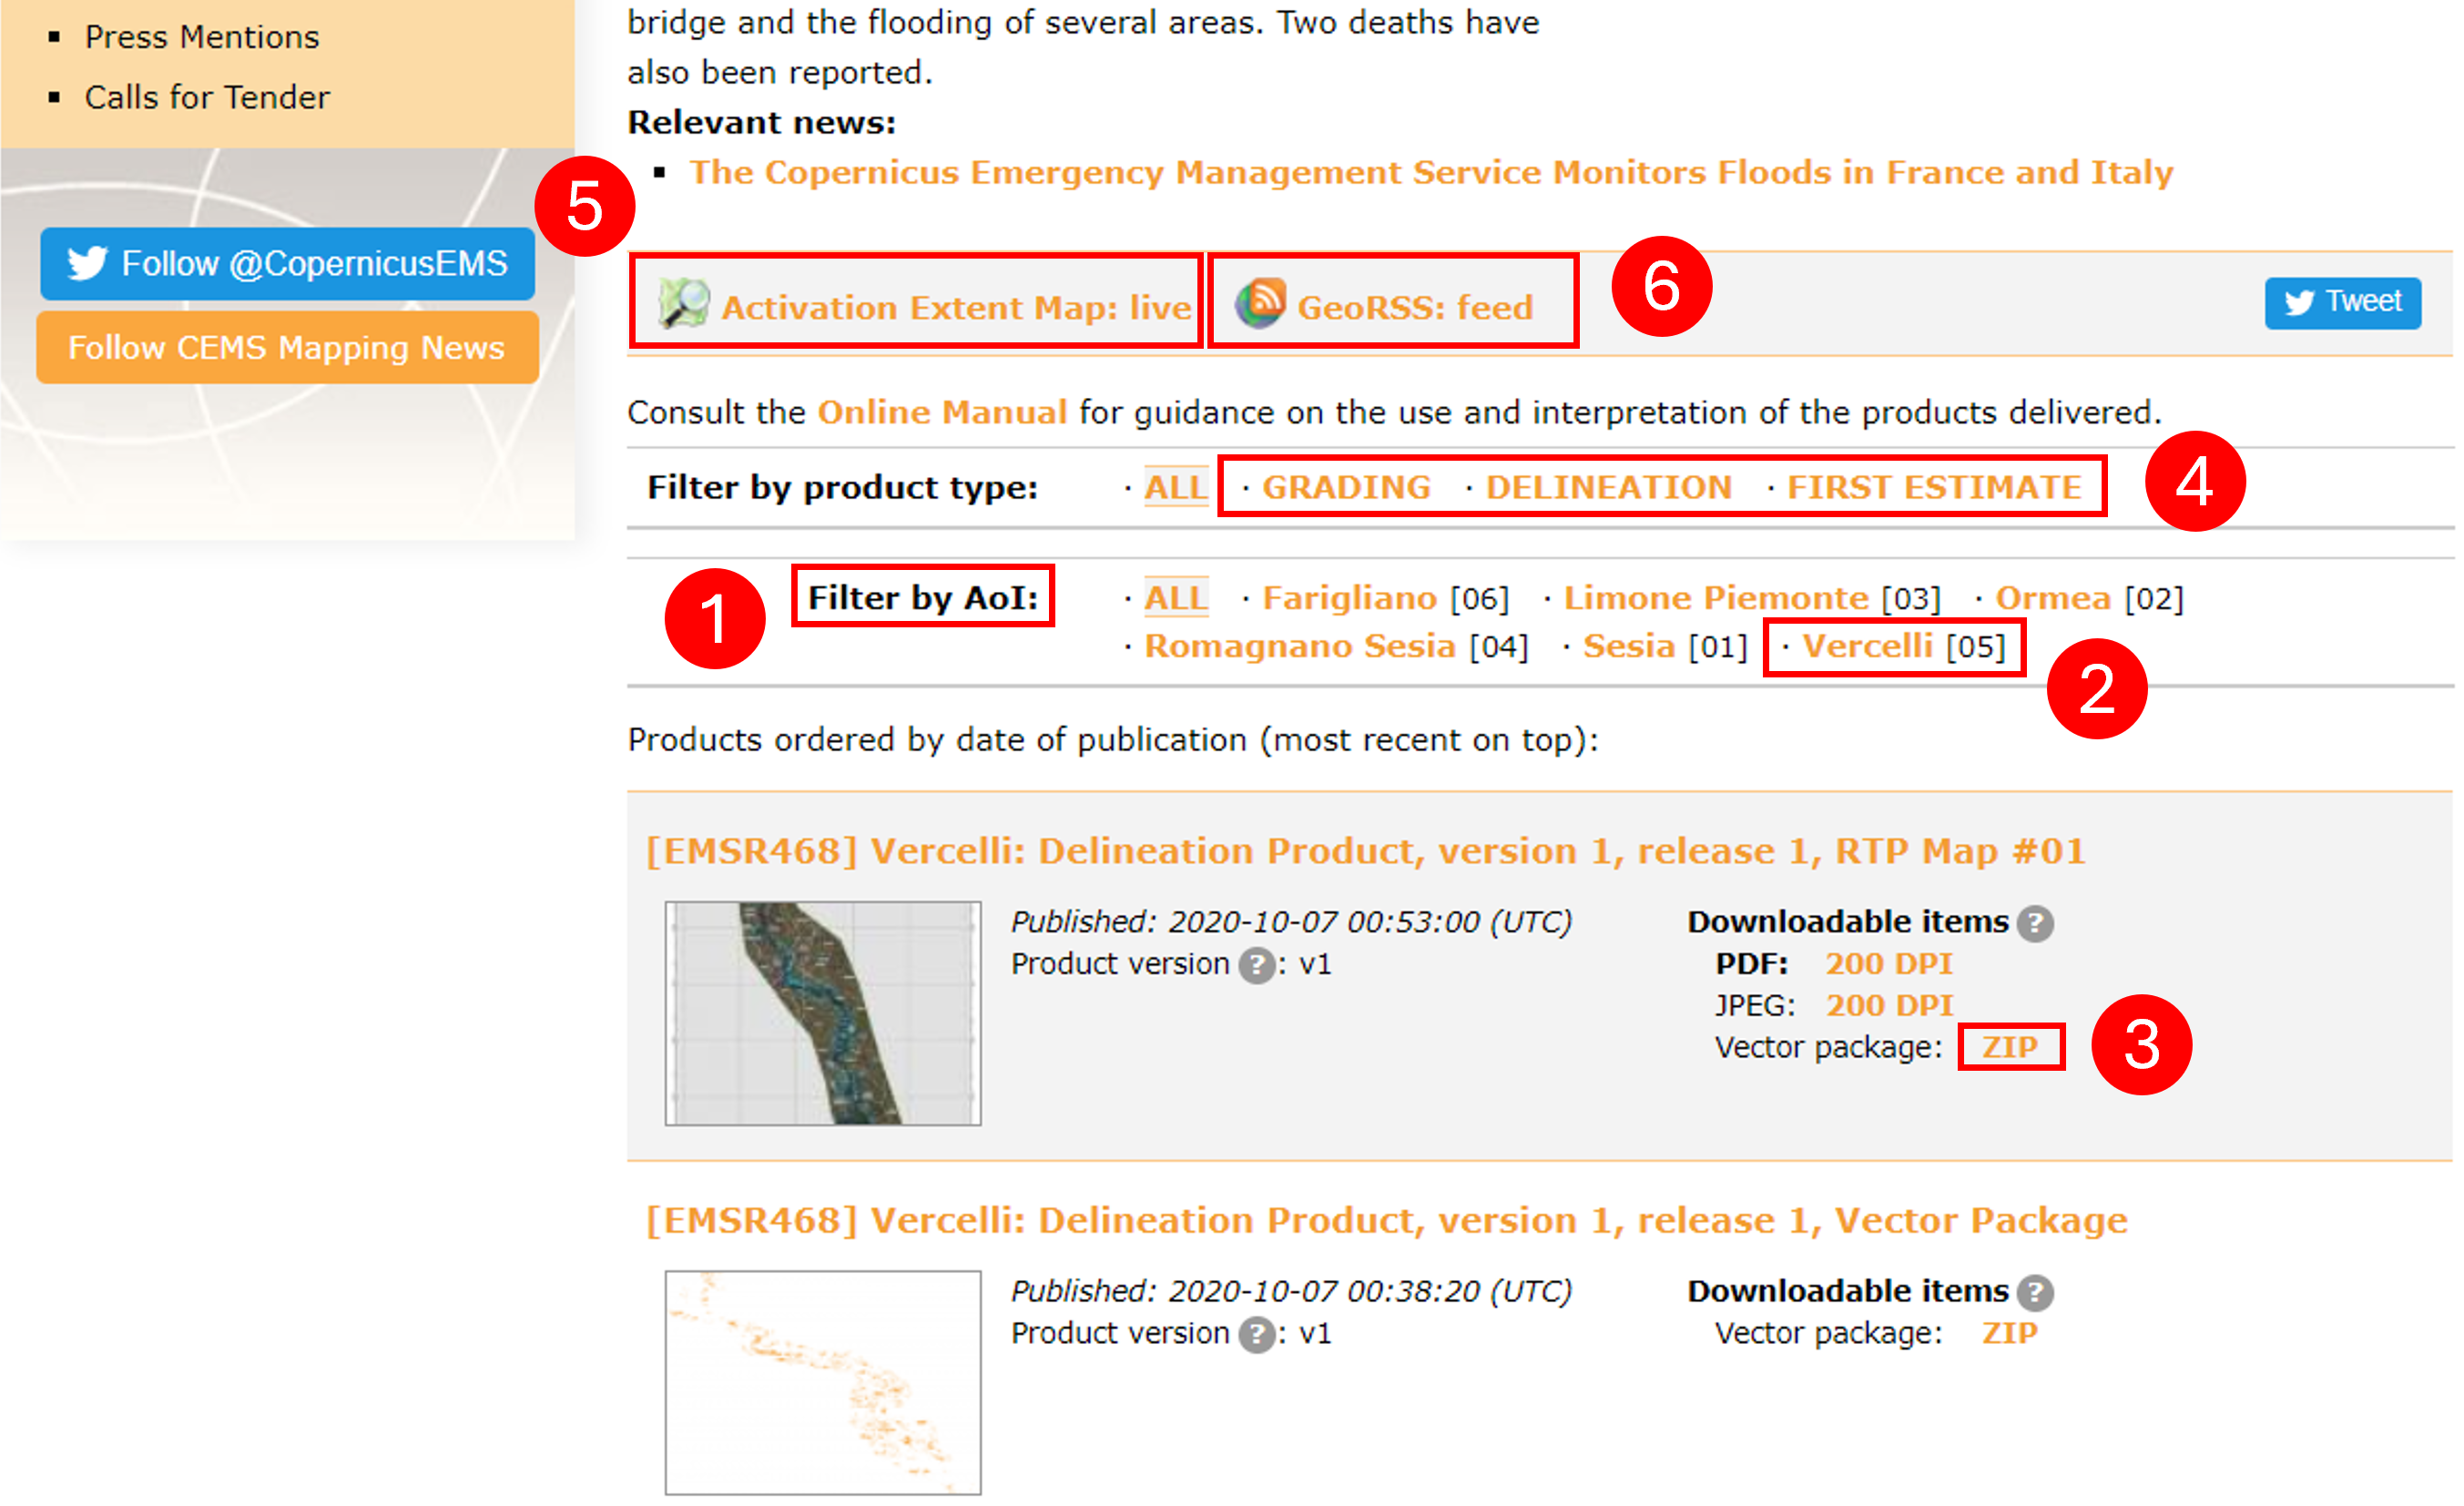 Press Mentions
Calls for Tender
Follow @CopernicusEMS
Follow CEMS Mapping News
bridge and the flooding of several areas. Two deaths have
also been reported.
Relevant news:
The Copernicus Emergency Management Service Monitors Floods in France and Italy
5
Activation Extent Map: live
GeoRSS: feed
6
Tweet
Consult the Online Manual for guidance on the use and interpretation of the products delivered.
Filter by product type: · ALL · GRADING · DELINEATION · FIRST ESTIMATE
4
1
Filter by AoI: · ALL · Farigliano [06] · Limone Piemonte [03] · Ormea [02]
· Romagnano Sesia [04] · Sesia [01] · Vercelli [05]
2
Products ordered by date of publication (most recent on top):
[EMSR468] Vercelli: Delineation Product, version 1, release 1, RTP Map #01
Published: 2020-10-07 00:53:00 (UTC)
Product version ?: v1
Downloadable items ?
PDF: 200 DPI
JPEG: 200 DPI
Vector package: ZIP
3
[EMSR468] Vercelli: Delineation Product, version 1, release 1, Vector Package
Published: 2020-10-07 00:38:20 (UTC)
Product version ?: v1
Downloadable items ?
Vector package: ZIP